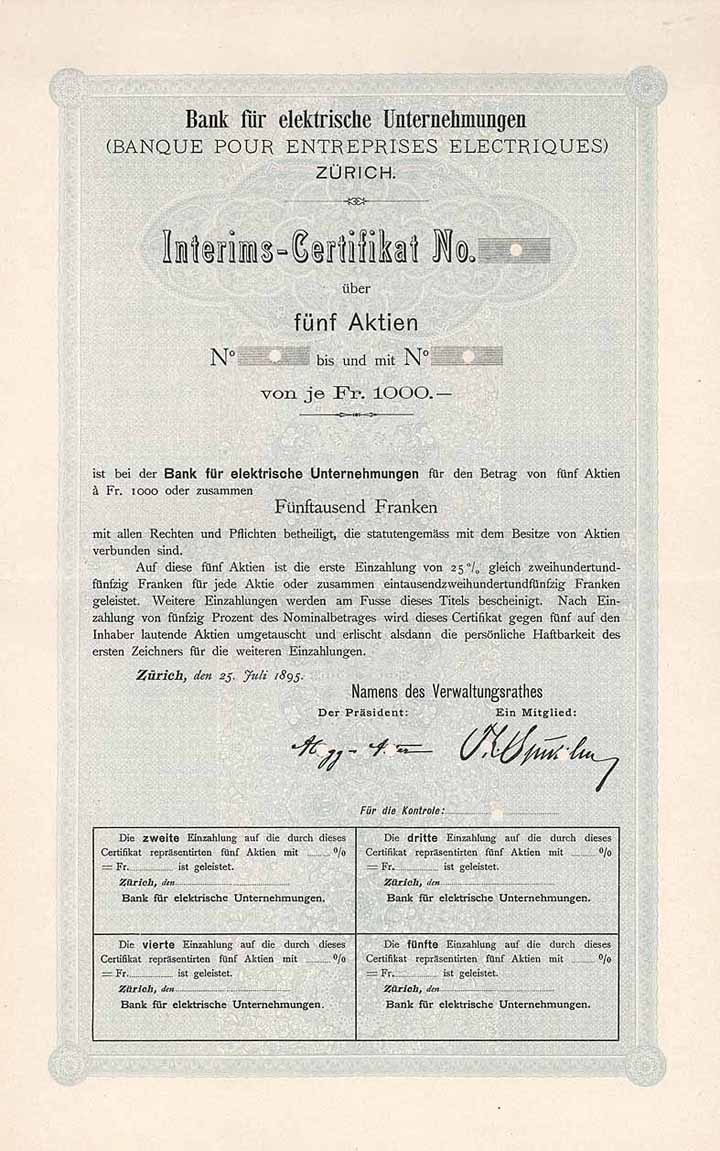 Bank für elektrische Unternehmungen
(BANQUE POUR ENTREPRISES ELECTRIQUES)
ZÜRICH.
Interims-Certifikat No.
über
fünf Aktien
No bis und mit No
von je Fr. 1000.—
ist bei der Bank für elektrische Unternehmungen für den Betrag von fünf Aktien
à Fr. 1000 oder zusammen
Fünftausend Franken
mit allen Rechten und Pflichten betheiligt, die statutengemäss mit dem Besitze von Aktien
verbunden sind.
Auf diese fünf Aktien ist die erste Einzahlung von 25% gleich zweihundertund-
fünfzig Franken für jede Aktie oder zusammen eintausendzweihundertundfünfzig Franken
geleistet. Weitere Einzahlungen werden am Fusse dieses Titels bescheinigt. Nach Ein-
zahlung von fünfzig Prozent des Nominalbetrages wird dieses Certifikat gegen fünf auf den
Inhaber lautende Aktien umgetauscht und erlischt alsdann die persönliche Haftbarkeit des
ersten Zeichners für die weiteren Einzahlungen.
Zürich, den 25. Juli 1895.
Namens des Verwaltungsrathes
Der Präsident: Ein Mitglied:
Für die Kontrole:
Die zweite Einzahlung auf die durch dieses
Certifikat repräsentirten fünf Aktien mit %
= Fr. ist geleistet.
Zürich, den
Bank für elektrische Unternehmungen.
Die dritte Einzahlung auf die durch dieses
Certifikat repräsentirten fünf Aktien mit %
= Fr. ist geleistet.
Zürich, den
Bank für elektrische Unternehmungen.
Die vierte Einzahlung auf die durch dieses
Certifikat repräsentirten fünf Aktien mit %
= Fr. ist geleistet.
Zürich, den
Bank für elektrische Unternehmungen.
Die fünfte Einzahlung auf die durch dieses
Certifikat repräsentirten fünf Aktien mit %
= Fr. ist geleistet.
Zürich, den
Bank für elektrische Unternehmungen.